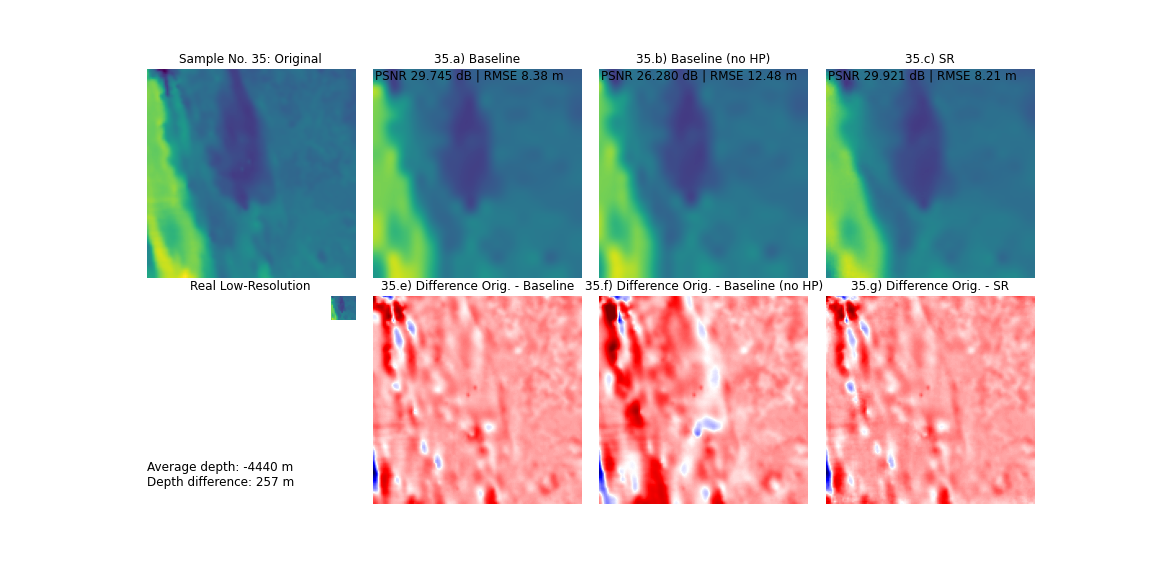 Sample No. 35: Original
35.a) Baseline
35.b) Baseline (no HP)
35.c) SR
PSNR 29.745 dB | RMSE 8.38 m
PSNR 26.280 dB | RMSE 12.48 m
PSNR 29.921 dB | RMSE 8.21 m
Real Low-Resolution
35.e) Difference Orig. - Baseline
35.f) Difference Orig. - Baseline (no HP)
35.g) Difference Orig. - SR
Average depth: -4440 m
Depth difference: 257 m